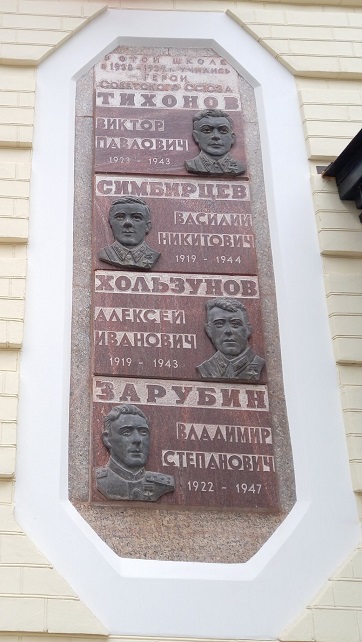 В ЭТОЙ ШКОЛЕ
УЧИЛИСЬ
ГЕРОИ
СОВЕТСКОГО СОЮЗА
ТИХОНОВ
ВИКТОР
ПАВЛОВИЧ
1922 - 1943
СИМБИРЦЕВ
ВАСИЛИЙ
НИКИТОВИЧ
1919 - 1944
ХОЛЬЗУНОВ
АЛЕКСЕЙ
ИВАНОВИЧ
1919 - 1943
ЗАРУБИН
ВЛАДИМИР
СТЕПАНОВИЧ
1922 - 1947